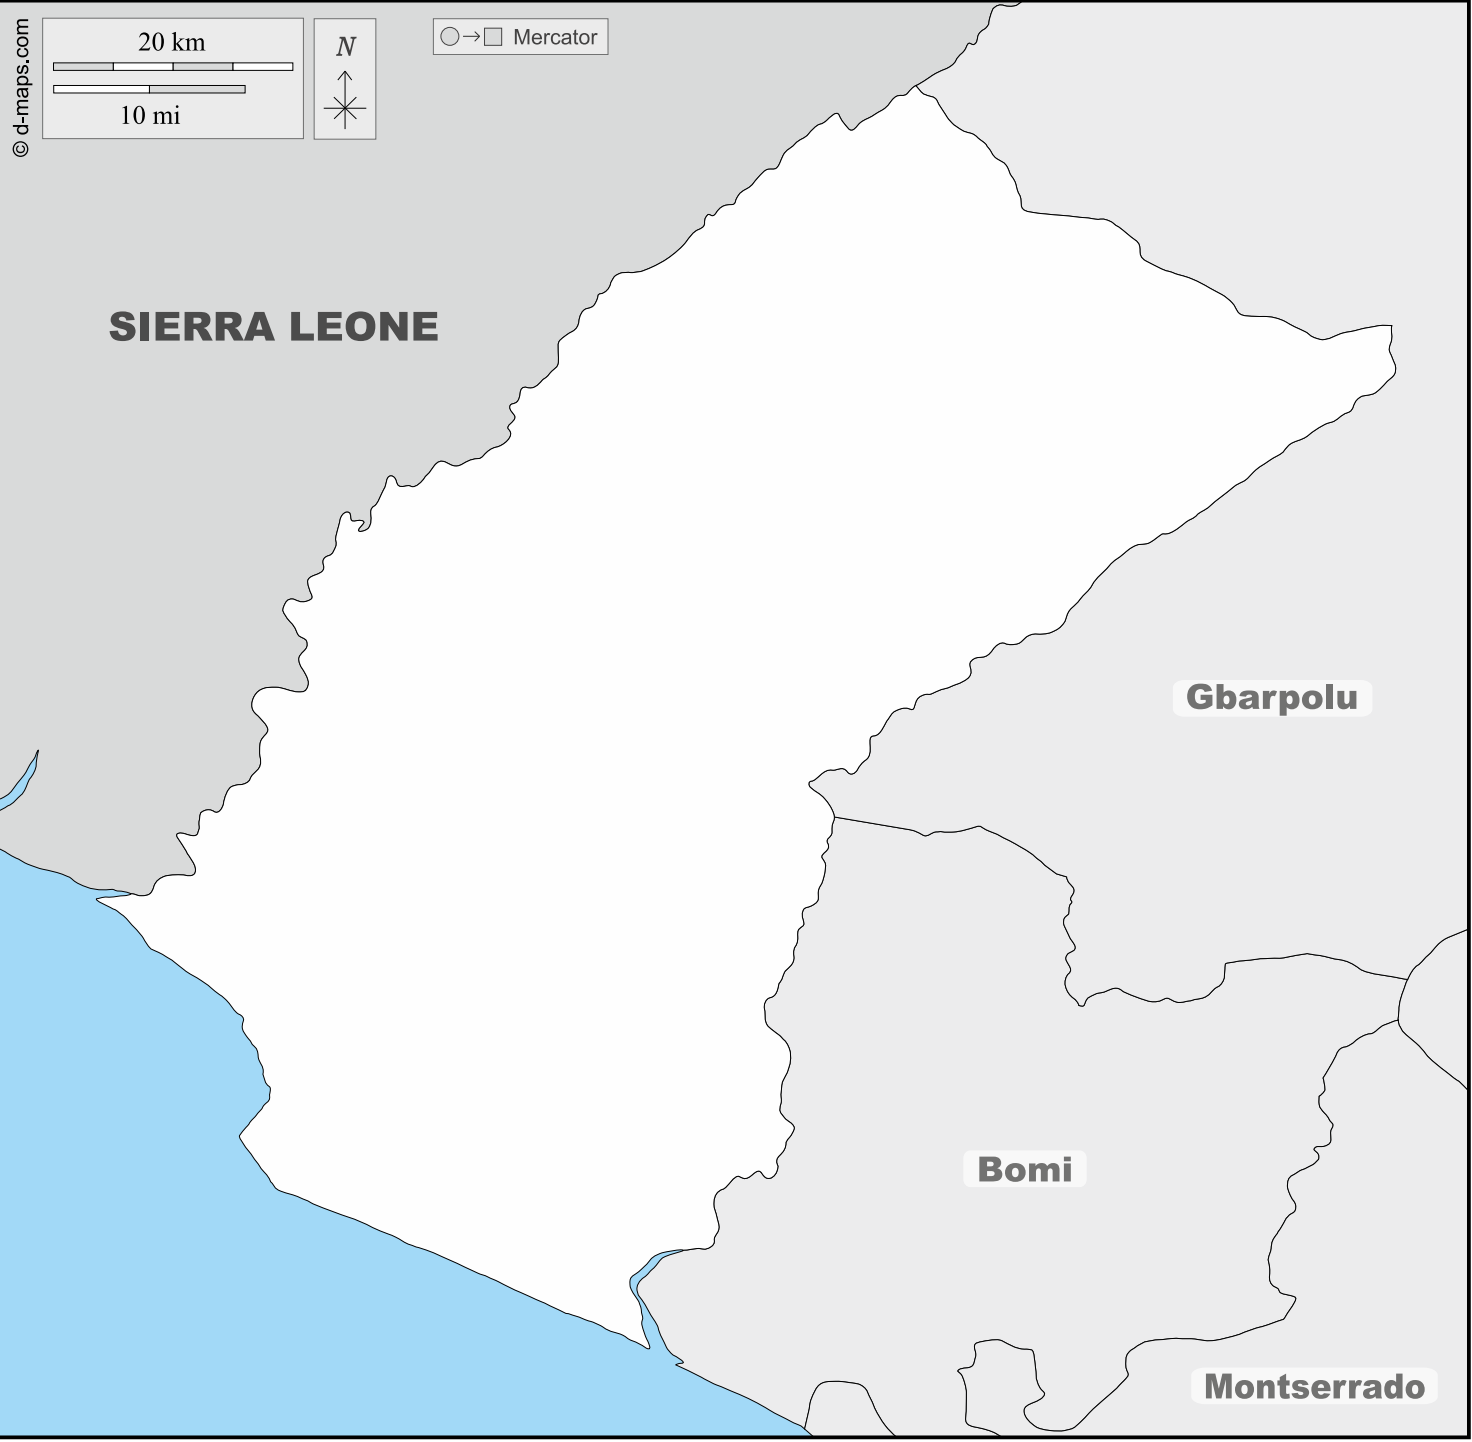 © d-maps.com
20 km
10 mi
N
Mercator
SIERRA LEONE
Gbarpolu
Bomi
Montserrado